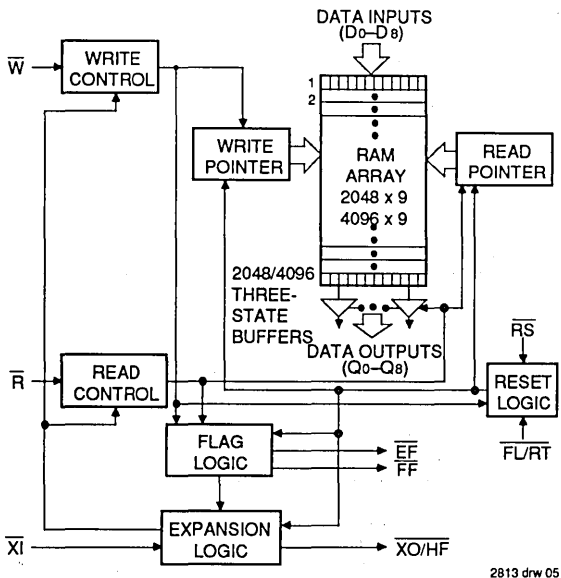 DATA INPUTS
(D0–D8)
W
WRITE
CONTROL
1
2
WRITE
POINTER
RAM
ARRAY
2048 x 9
4096 x 9
READ
POINTER
2048/4096
THREE-
STATE
BUFFERS
DATA OUTPUTS
(Q0–Q8)
RS
R
READ
CONTROL
RESET
LOGIC
FLAG
LOGIC
EF
FF
FL/RT
XI
EXPANSION
LOGIC
XO/HF
2813 drw 05